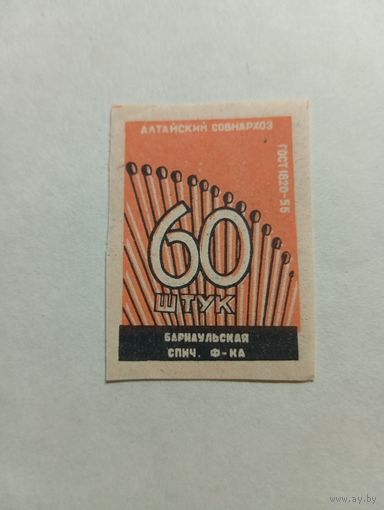 АЛТАЙСКИЙ СОВНАРХОЗ
ГОСТ 1820-56
60
ШТУК
БАРНАУЛЬСКАЯ
СПИЧ. Ф-КА
www.ay.by